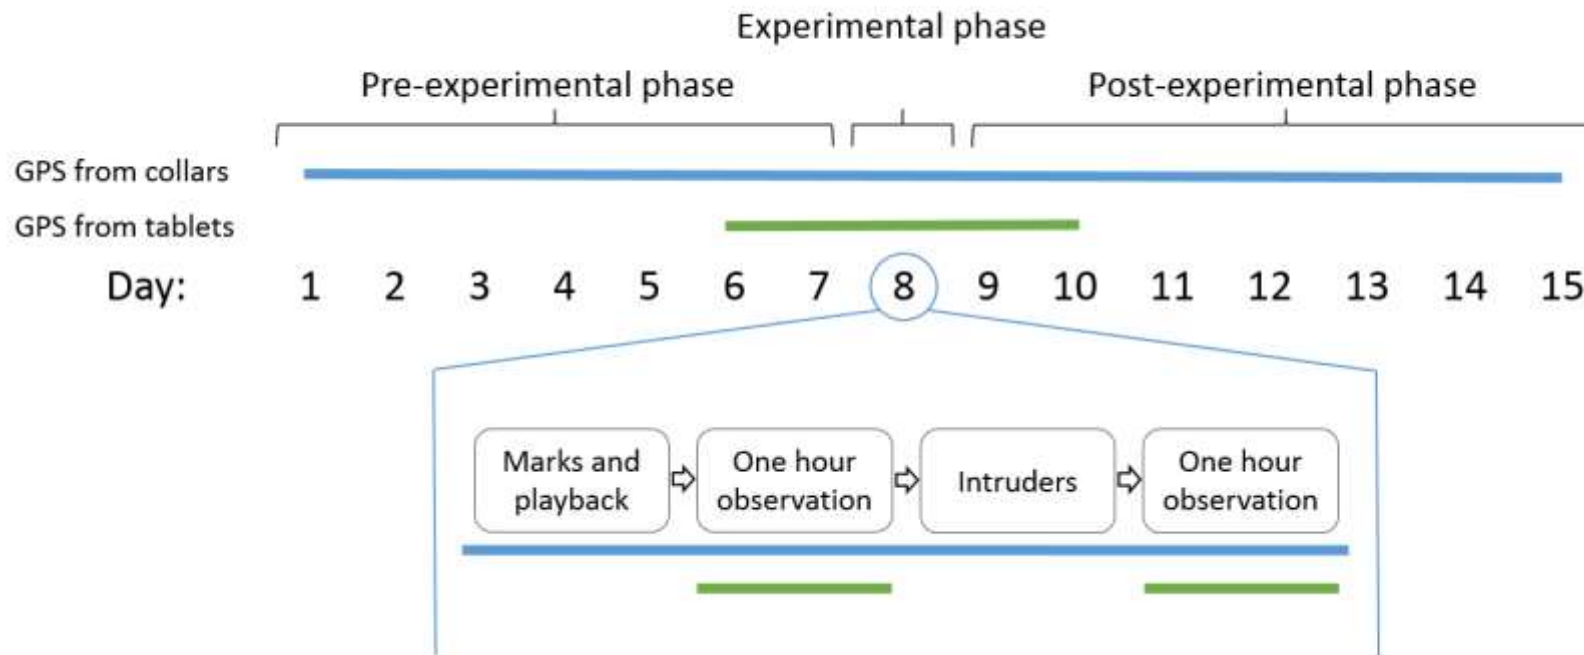 Experimental phase
Pre-experimental phase
Post-experimental phase
GPS from collars
GPS from tablets
Day: 1 2 3 4 5 6 7 8 9 10 11 12 13 14 15
Marks and
playback
One hour
observation
Intruders
One hour
observation